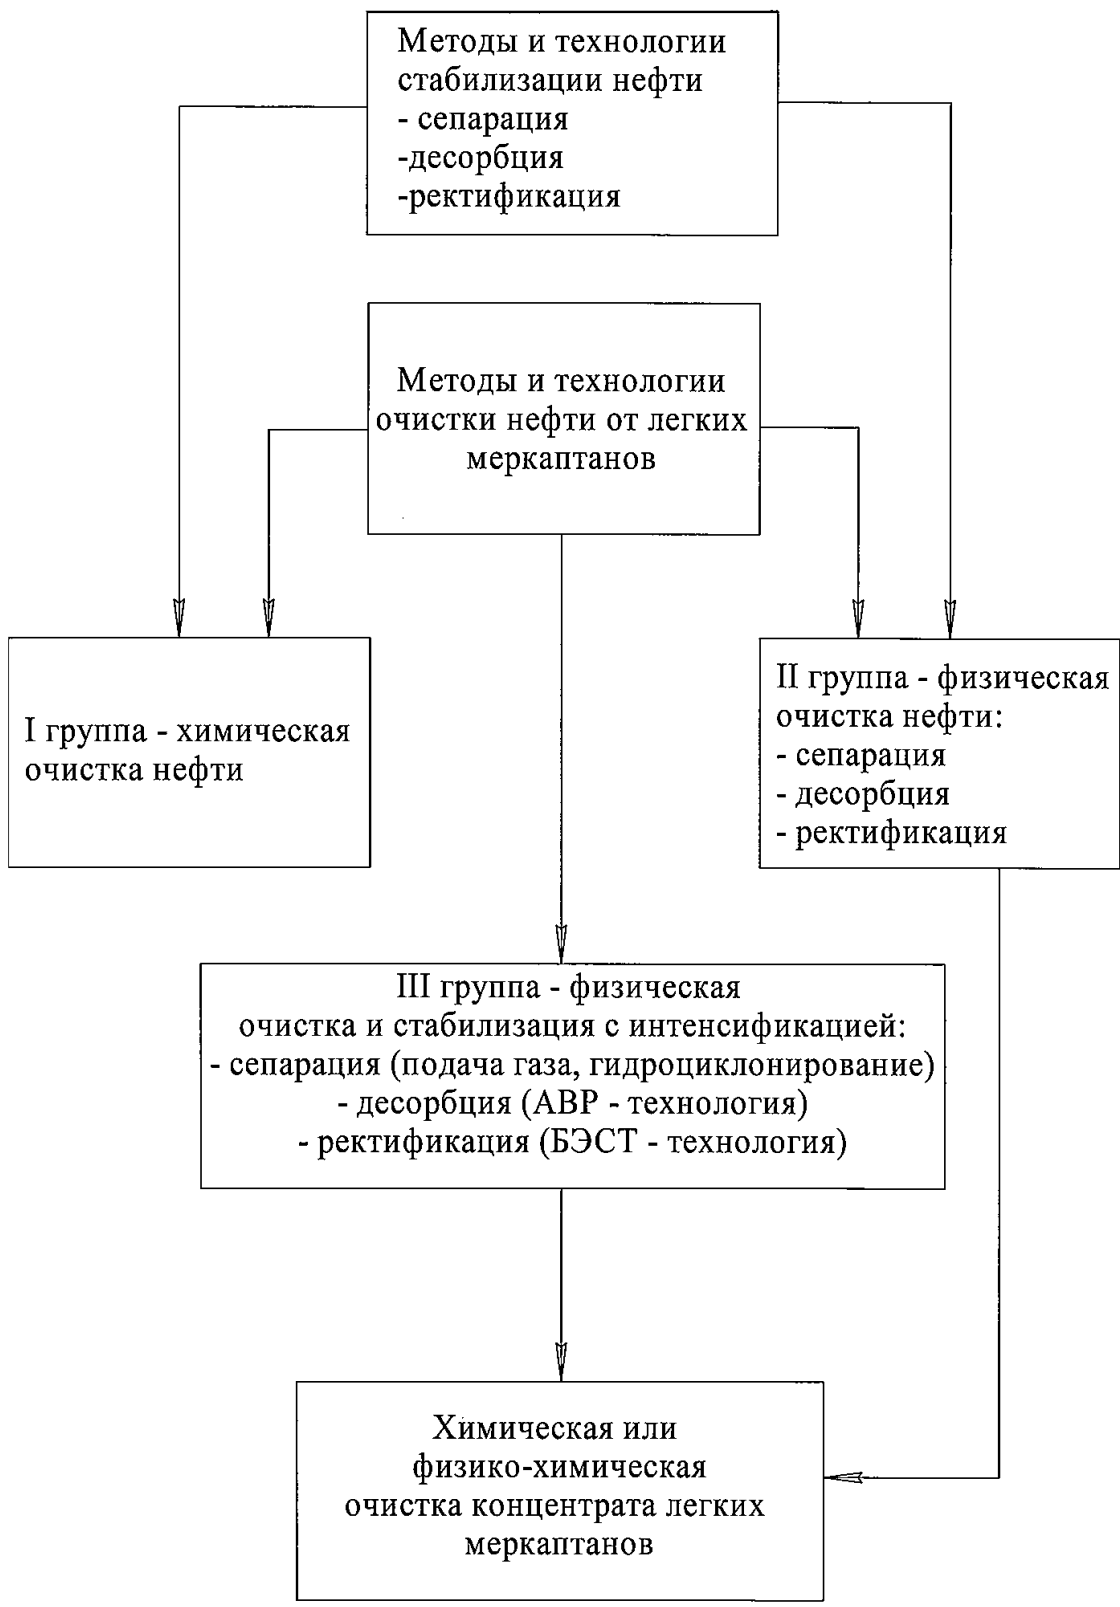 Методы и технологии
стабилизации нефти
- сепарация
-десорбция
-ректификация
Методы и технологии
очистки нефти от легких
меркаптанов
I группа - химическая
очистка нефти
II группа - физическая
очистка нефти:
- сепарация
- десорбция
- ректификация
III группа - физическая
очистка и стабилизация с интенсификацией:
- сепарация (подача газа, гидроциклонирование)
- десорбция (АВР - технология)
- ректификация (БЭСТ - технология)
Химическая или
физико-химическая
очистка концентрата легких
меркаптанов